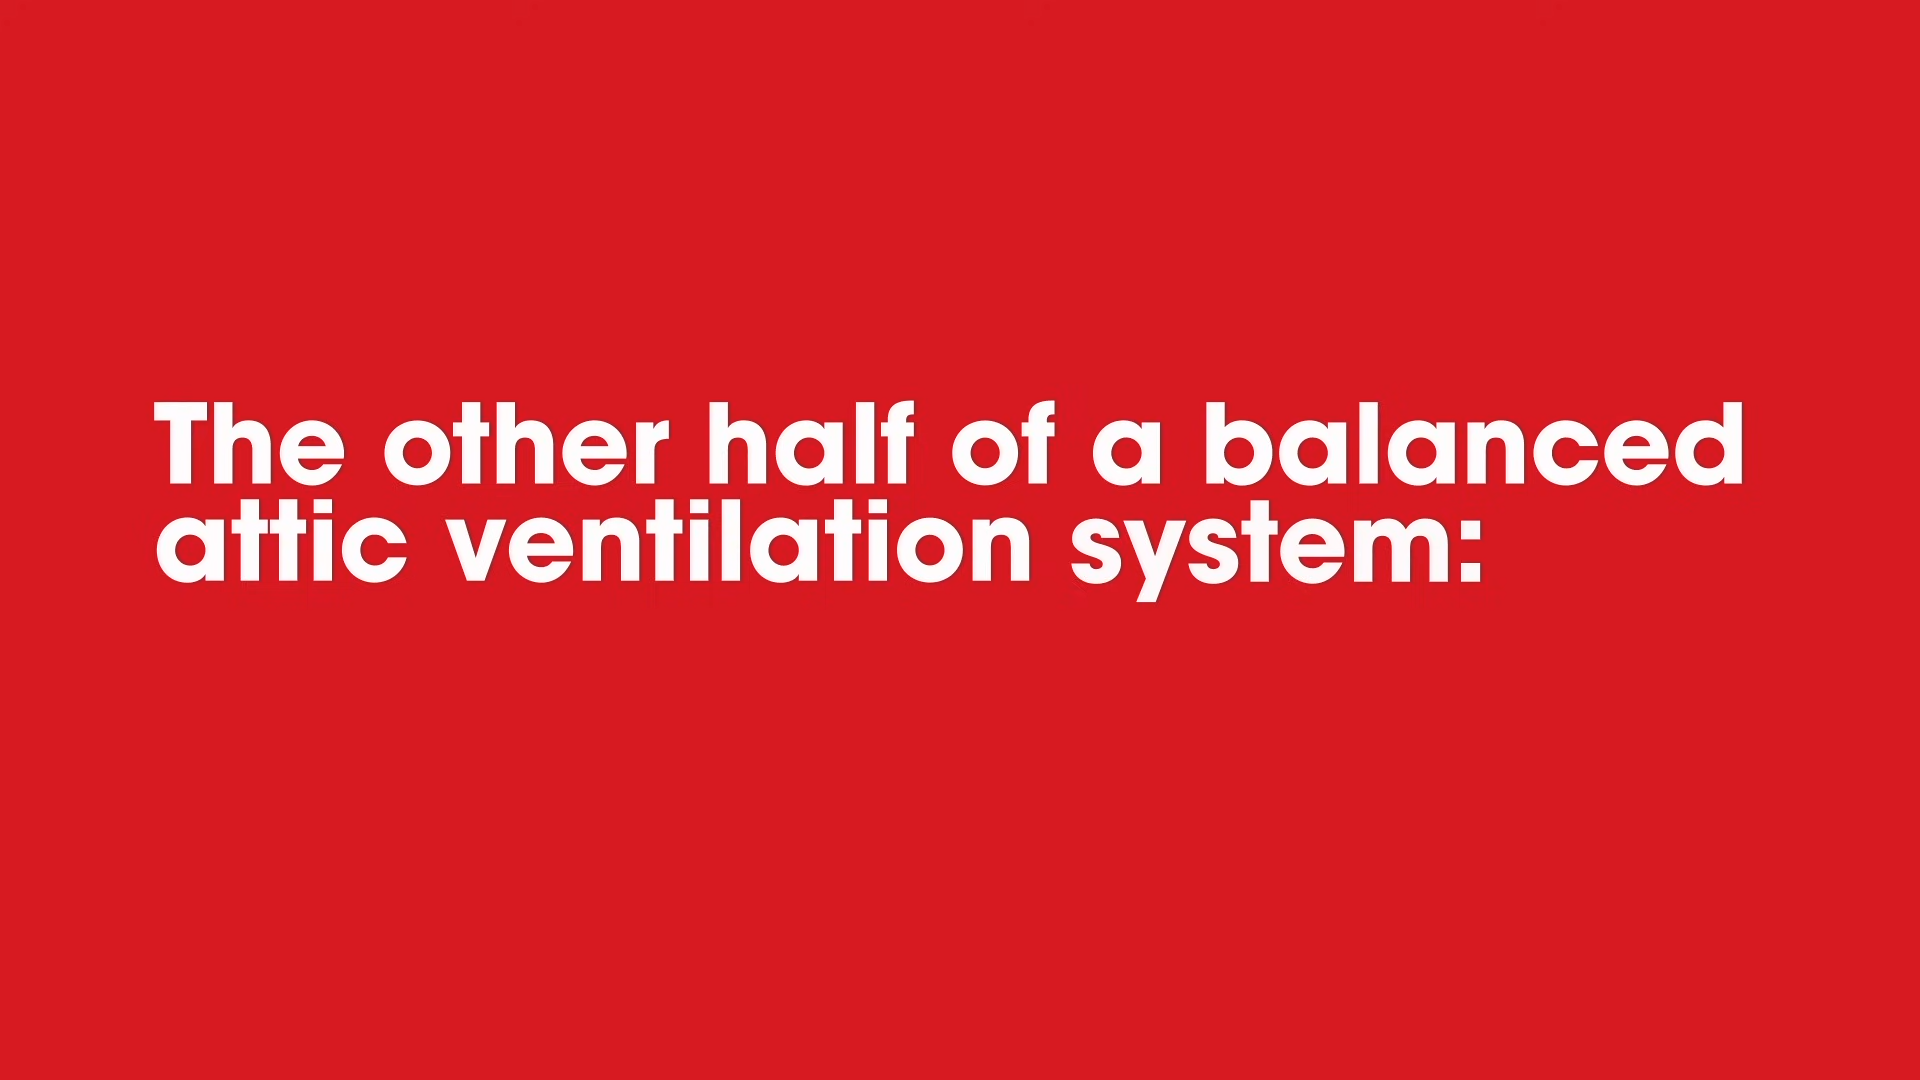 The other half of a balanced
attic ventilation system: